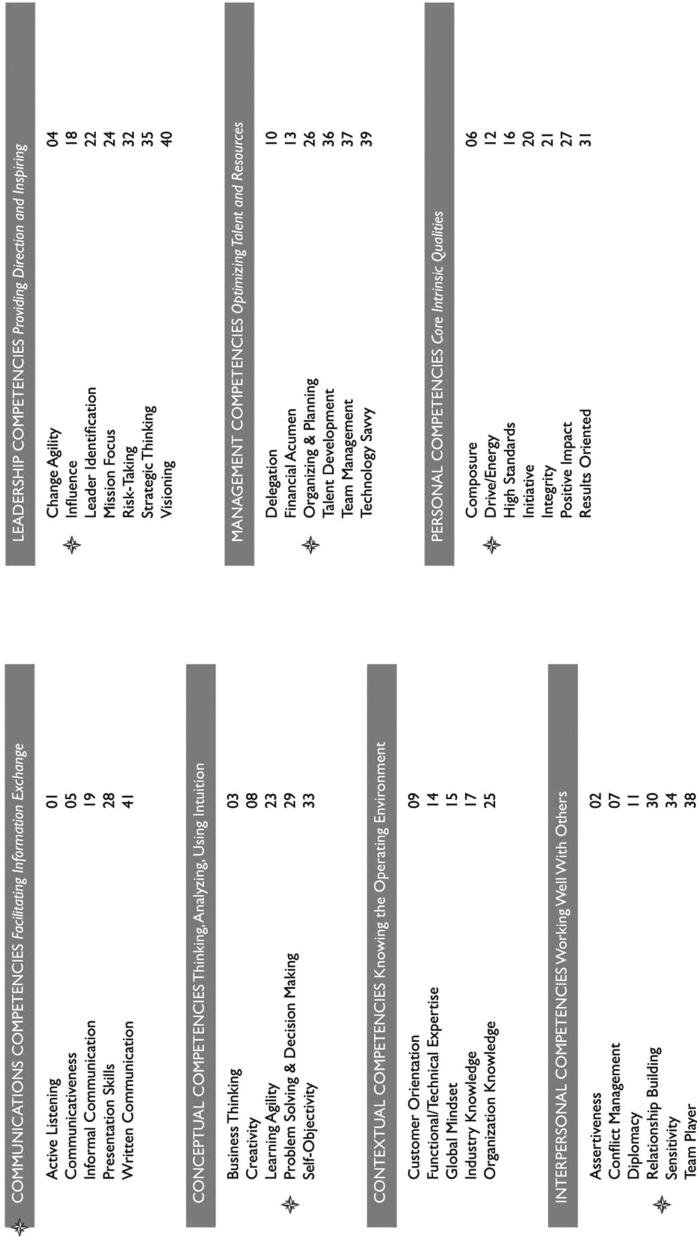 COMMUNICATIONS COMPETENCIES Facilitating Information Exchange
Active Listening 01
Communicativeness 05
Informal Communication 19
Presentation Skills 28
Written Communication 41
CONCEPTUAL COMPETENCIES Thinking, Analyzing, Using Intuition
Business Thinking 03
Creativity 08
Learning Agility 23
Problem Solving & Decision Making 29
Self-Objectivity 33
CONTEXTUAL COMPETENCIES Knowing the Operating Environment
Customer Orientation 09
Functional/Technical Expertise 14
Global Mindset 15
Industry Knowledge 17
Organization Knowledge 25
INTERPERSONAL COMPETENCIES Working Well With Others
Assertiveness 02
Conflict Management 07
Diplomacy 11
Relationship Building 30
Sensitivity 34
Team Player 38
LEADERSHIP COMPETENCIES Providing Direction and Inspiring
Change Agility 04
Influence 18
Leader Identification 22
Mission Focus 24
Risk-Taking 32
Strategic Thinking 35
Visioning 40
MANAGEMENT COMPETENCIES Optimizing Talent and Resources
Delegation 10
Financial Acumen 13
Organizing & Planning 26
Talent Development 36
Team Management 37
Technology Savvy 39
PERSONAL COMPETENCIES Core Intrinsic Qualities
Composure 06
Drive/Energy 12
High Standards 16
Initiative 20
Integrity 21
Positive Impact 27
Results Oriented 31